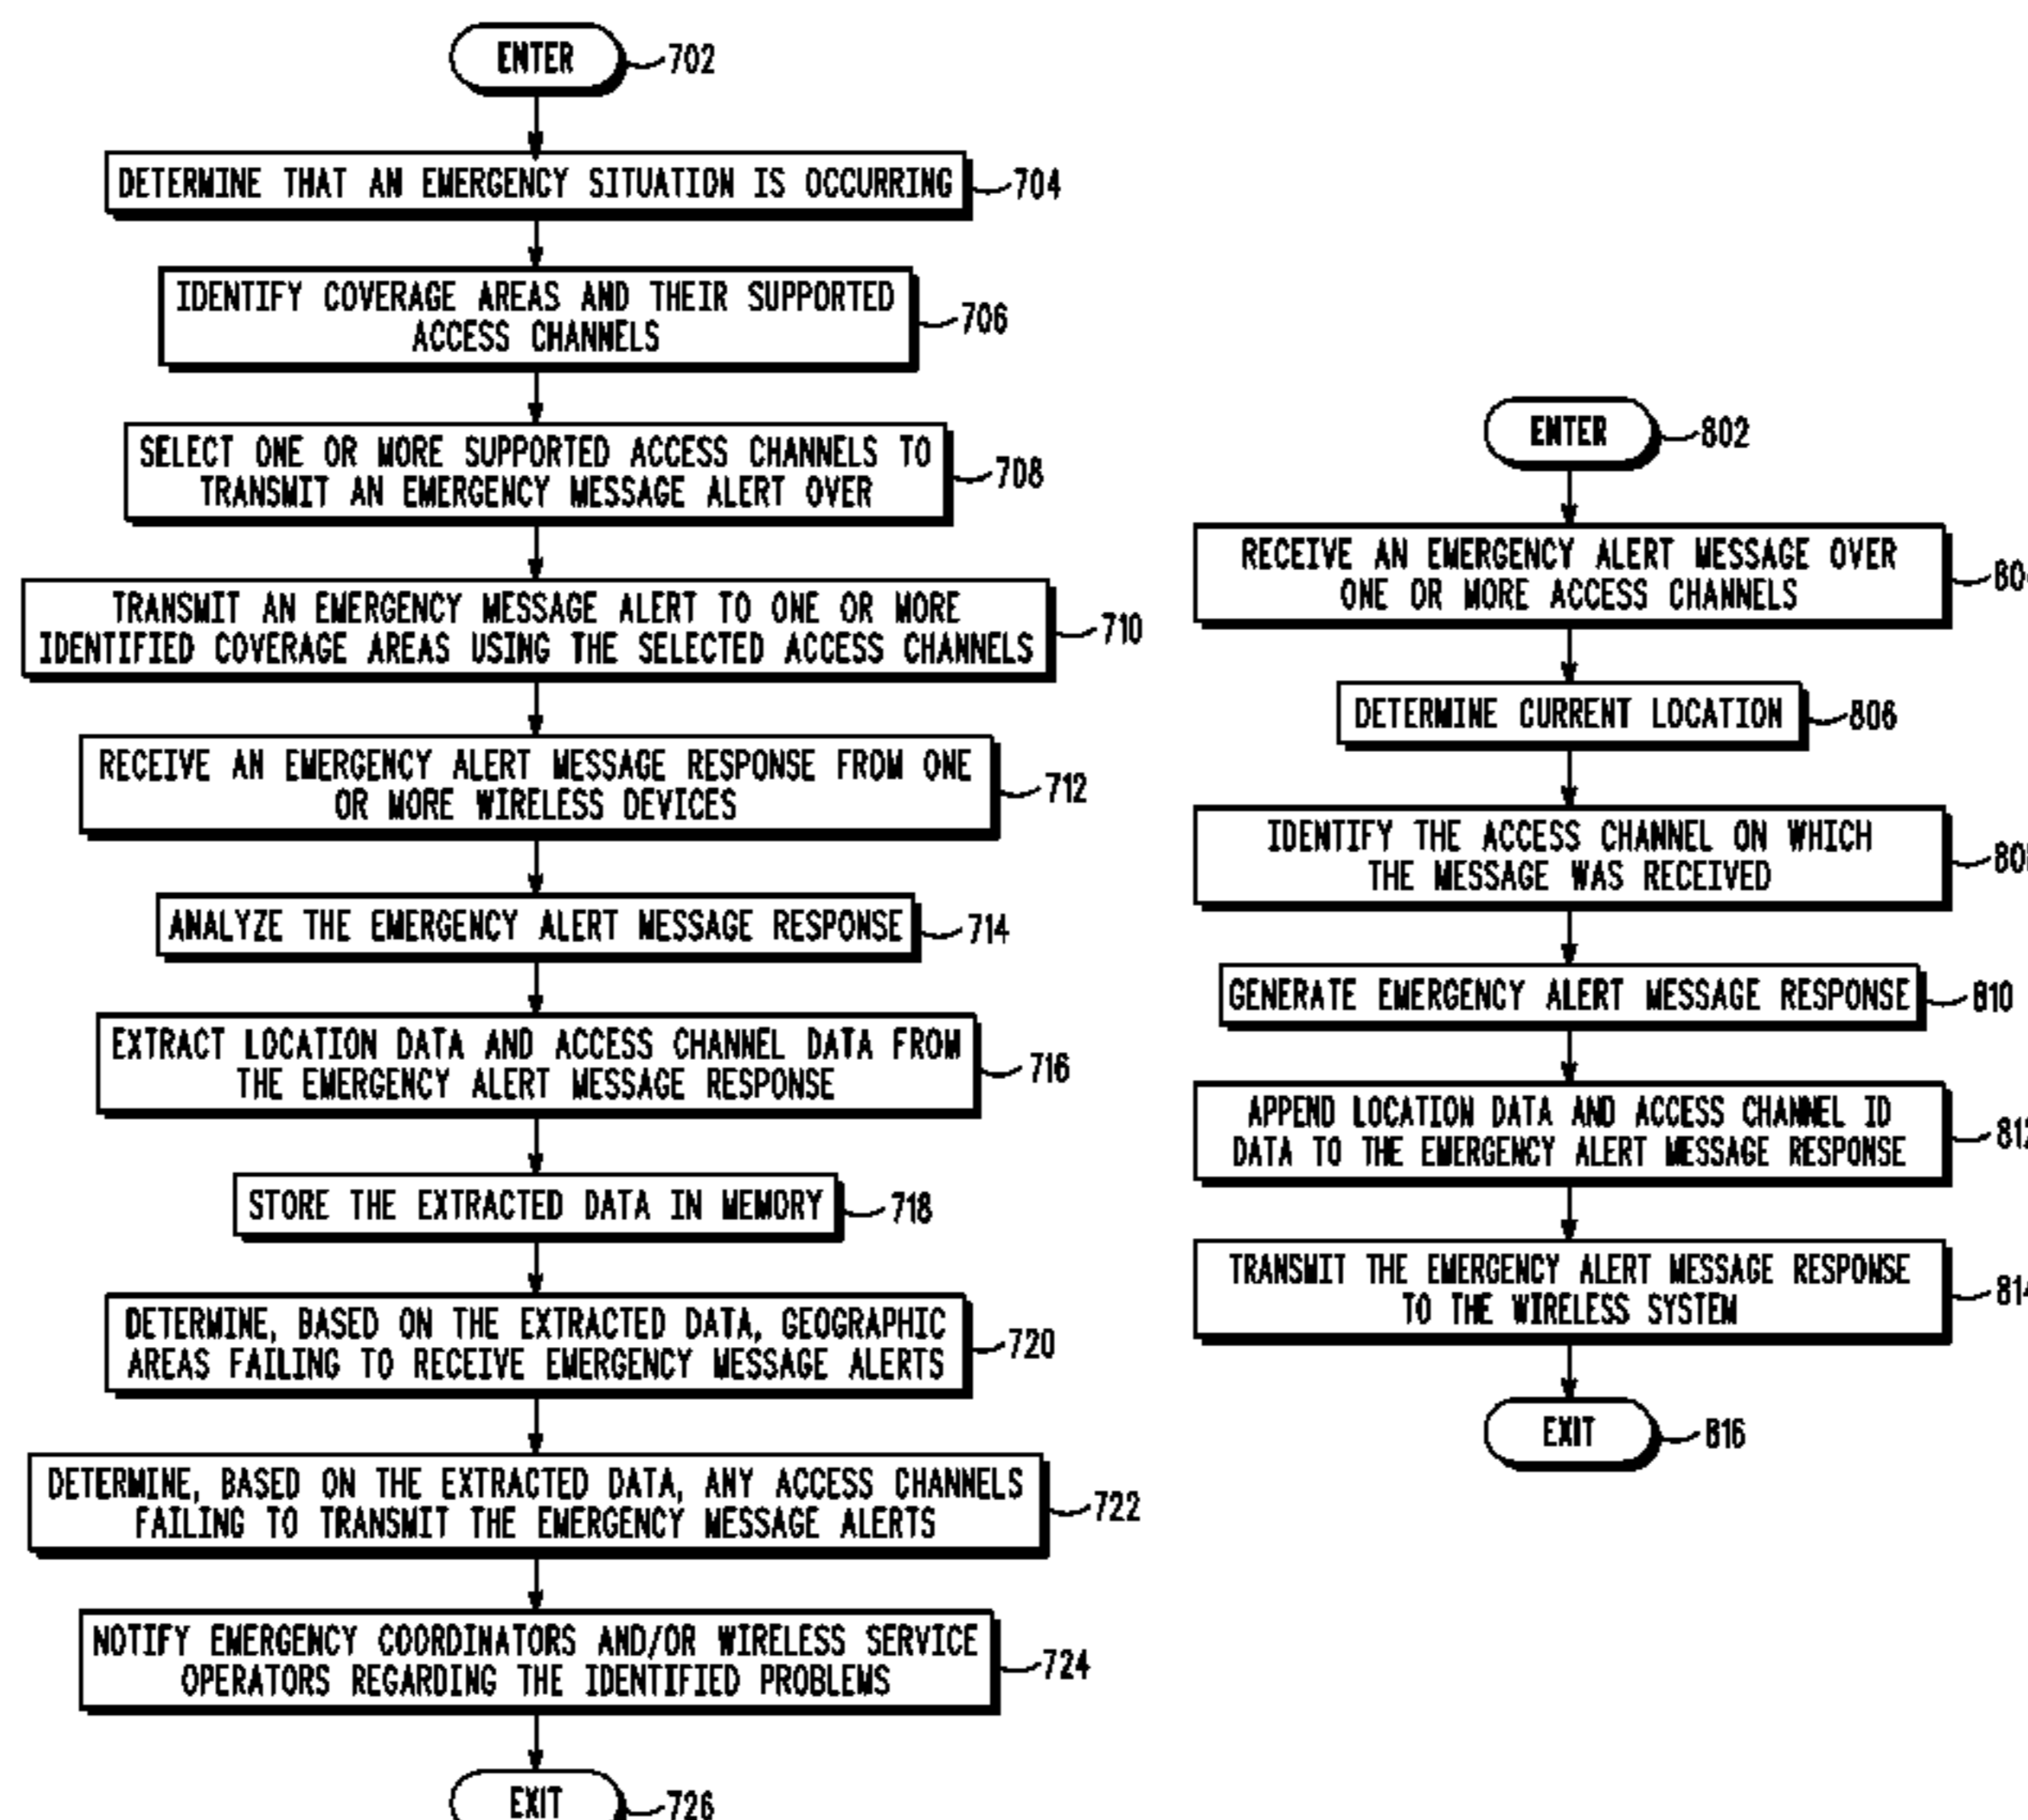 ENTER
702
DETERMINE THAT AN EMERGENCY SITUATION IS OCCURRING
704
IDENTIFY COVERAGE AREAS AND THEIR SUPPORTED
ACCESS CHANNELS
706
SELECT ONE OR MORE SUPPORTED ACCESS CHANNELS TO
TRANSMIT AN EMERGENCY MESSAGE ALERT OVER
708
TRANSMIT AN EMERGENCY MESSAGE ALERT TO ONE OR MORE
IDENTIFIED COVERAGE AREAS USING THE SELECTED ACCESS CHANNELS
710
RECEIVE AN EMERGENCY ALERT MESSAGE RESPONSE FROM ONE
OR MORE WIRELESS DEVICES
712
ANALYZE THE EMERGENCY ALERT MESSAGE RESPONSE
714
EXTRACT LOCATION DATA AND ACCESS CHANNEL DATA FROM
THE EMERGENCY ALERT MESSAGE RESPONSE
716
STORE THE EXTRACTED DATA IN MEMORY
718
DETERMINE, BASED ON THE EXTRACTED DATA, GEOGRAPHIC
AREAS FAILING TO RECEIVE EMERGENCY MESSAGE ALERTS
720
DETERMINE, BASED ON THE EXTRACTED DATA, ANY ACCESS CHANNELS
FAILING TO TRANSMIT THE EMERGENCY MESSAGE ALERTS
722
NOTIFY EMERGENCY COORDINATORS AND/OR WIRELESS SERVICE
OPERATORS REGARDING THE IDENTIFIED PROBLEMS
724
EXIT
726
ENTER
802
RECEIVE AN EMERGENCY ALERT MESSAGE OVER
ONE OR MORE ACCESS CHANNELS
DETERMINE CURRENT LOCATION
806
IDENTIFY THE ACCESS CHANNEL ON WHICH
THE MESSAGE WAS RECEIVED
GENERATE EMERGENCY ALERT MESSAGE RESPONSE
810
APPEND LOCATION DATA AND ACCESS CHANNEL ID
DATA TO THE EMERGENCY ALERT MESSAGE RESPONSE
TRANSMIT THE EMERGENCY ALERT MESSAGE RESPONSE
TO THE WIRELESS SYSTEM
EXIT
816